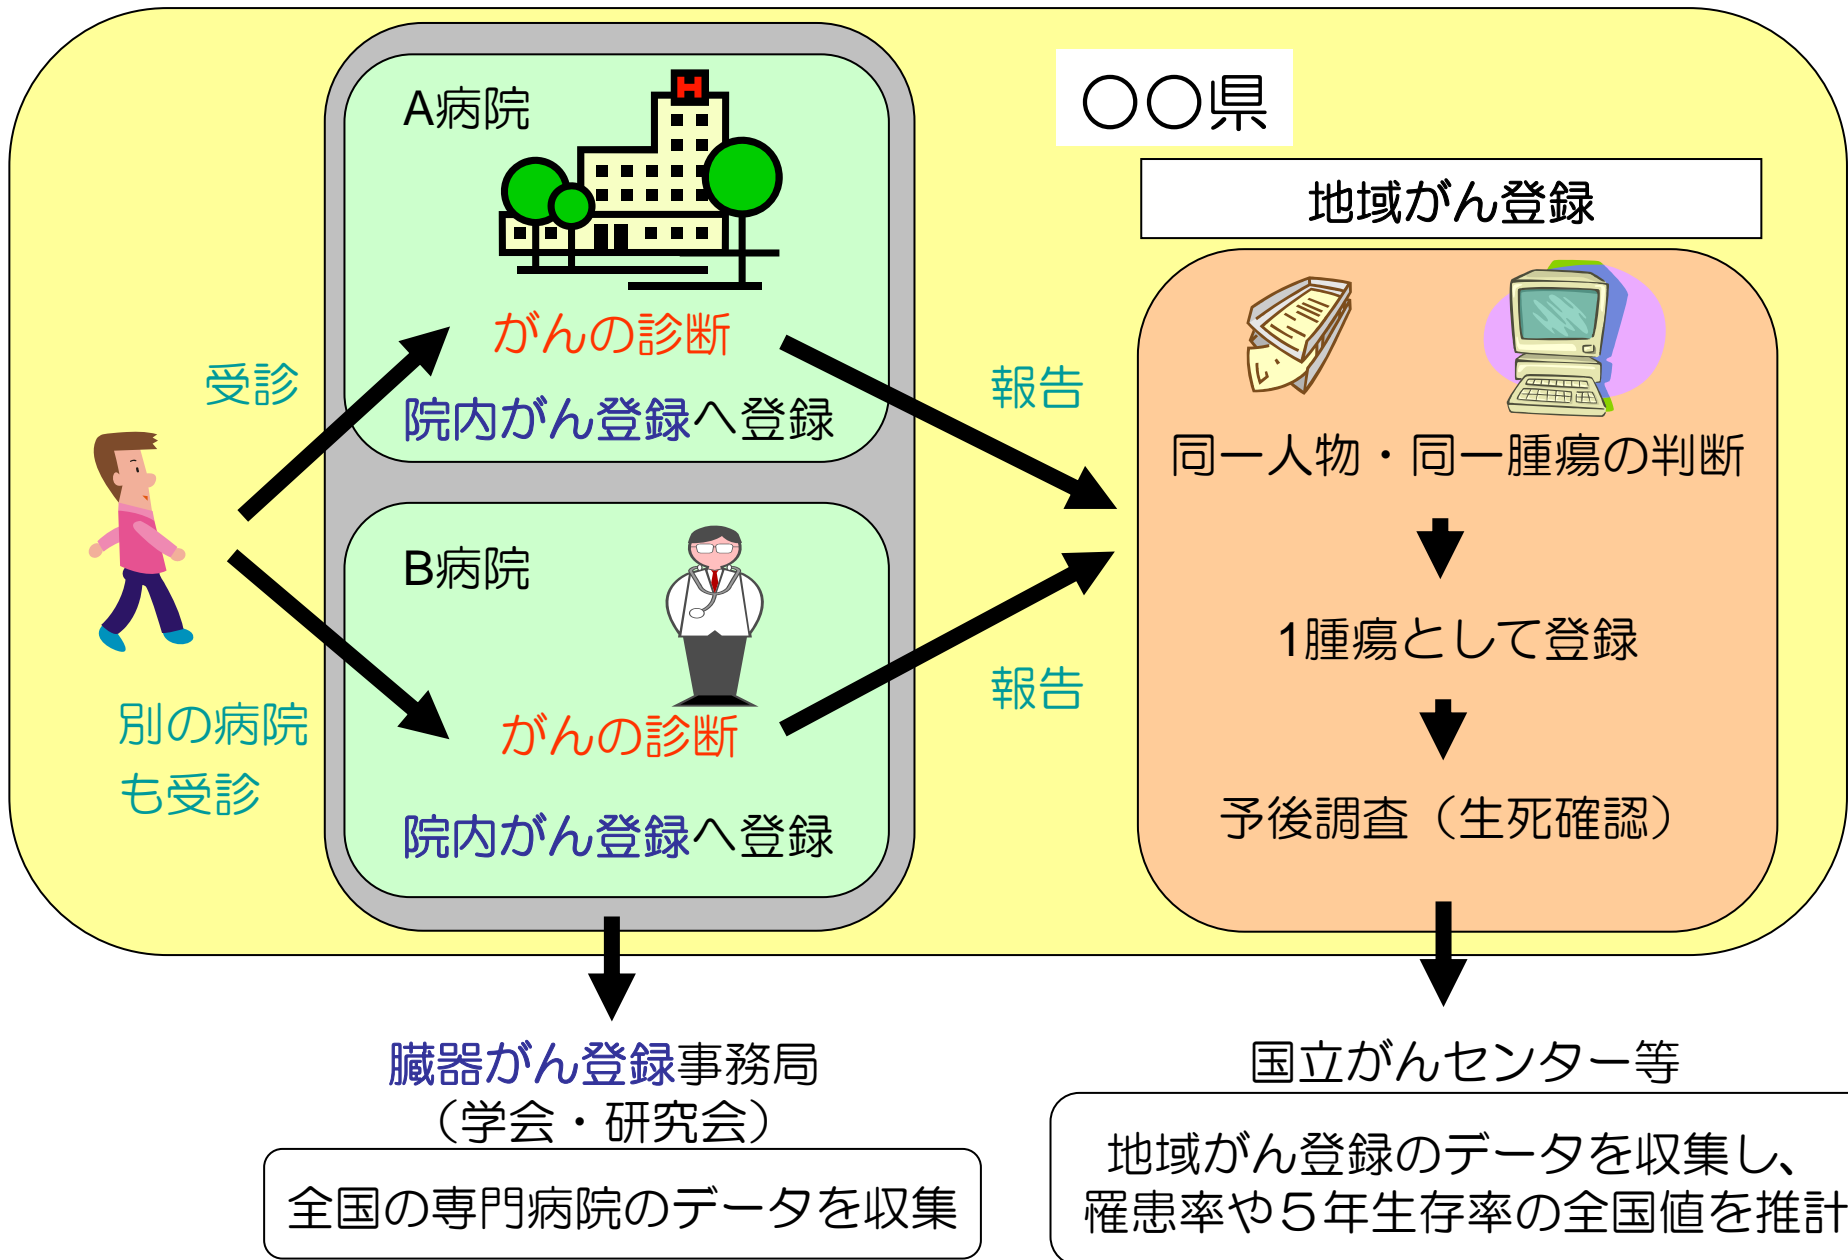 〇〇県
A病院
H
がんの診断
院内がん登録へ登録
受診
別の病院
も受診
B病院
がんの診断
院内がん登録へ登録
報告
報告
地域がん登録
同一人物・同一腫瘍の判断
1腫瘍として登録
予後調査（生死確認）
臓器がん登録事務局
（学会・研究会）
全国の専門病院のデータを収集
国立がんセンター等
地域がん登録のデータを収集し、
罹患率や５年生存率の全国値を推計